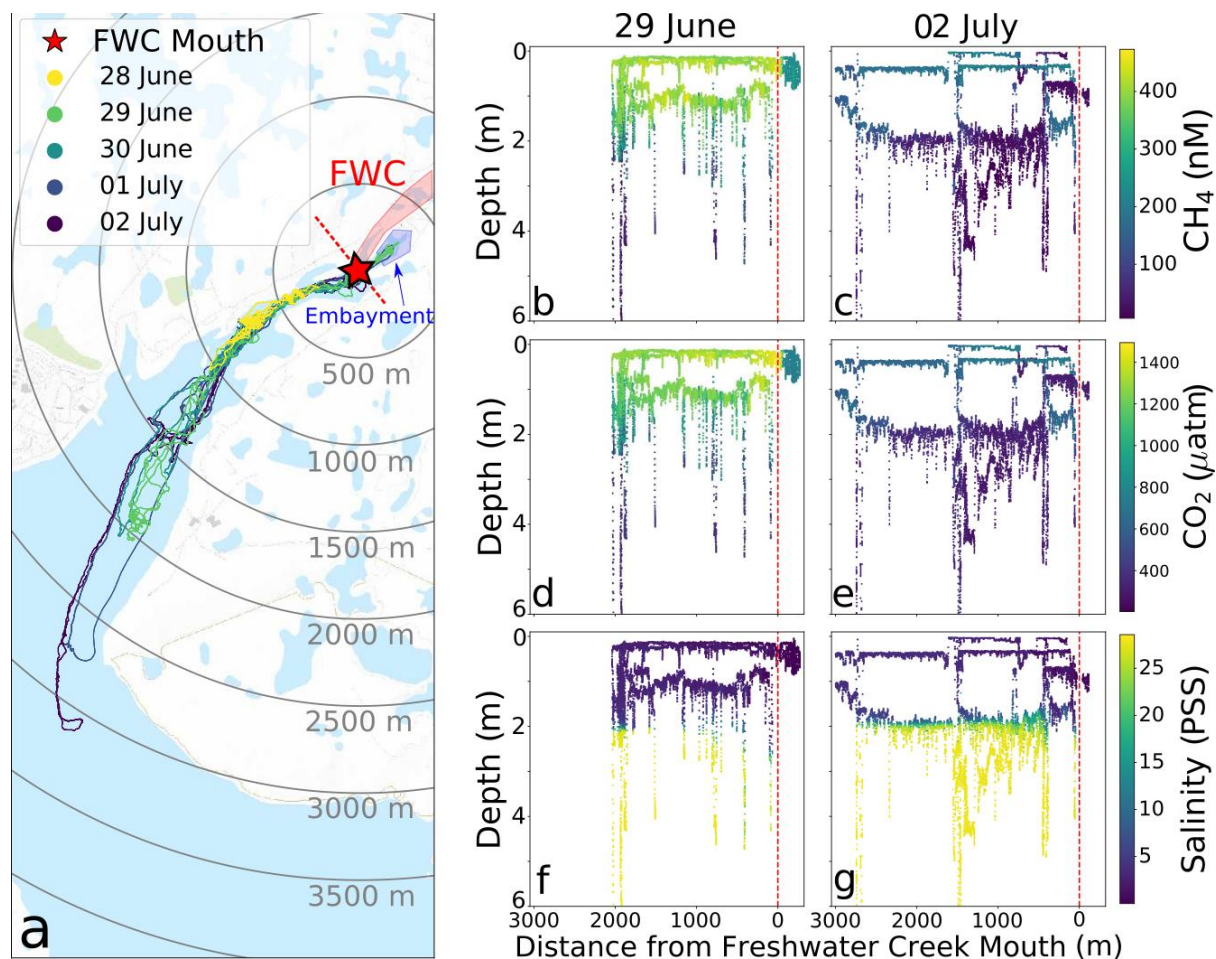 FWC Mouth
28 June
29 June
30 June
01 July
02 July
FWC
Embayment
500 m
1000 m
1500 m
2000 m
2500 m
3000 m
3500 m
a
29 June
02 July
0
2
4
6
Depth (m)
b
c
400
300
200
100
CH₄ (nM)
0
2
4
6
Depth (m)
d
e
1400
1200
1000
800
600
400
CO₂ (μatm)
0
2
4
6
Depth (m)
f
g
25
20
15
10
5
Salinity (PSS)
3000 2000 1000 0
3000 2000 1000 0
Distance from Freshwater Creek Mouth (m)